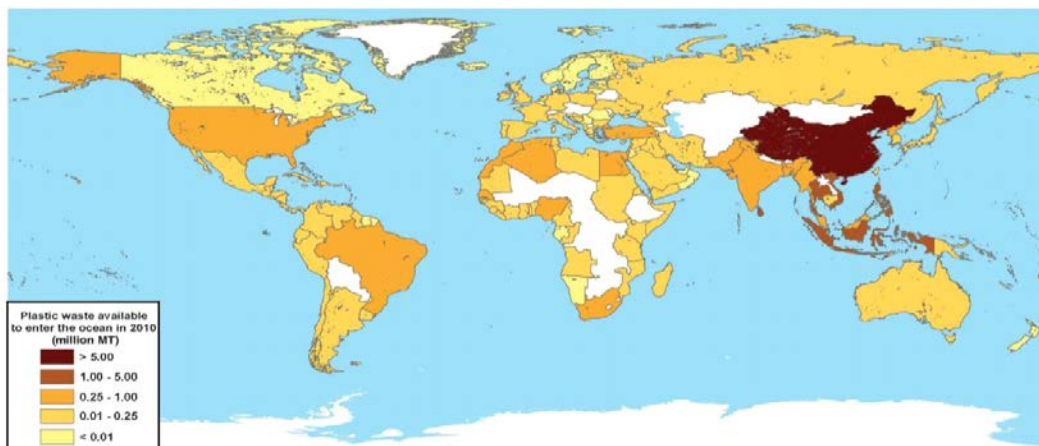 Plastic waste available
to enter the ocean in 2010
(million MT)
> 5.00
1.00 - 5.00
0.25 - 1.00
0.01 - 0.25
< 0.01